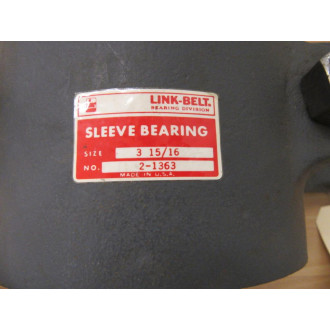 LINK-BELT.
BEARING DIVISION
SLEEVE BEARING
SIZE 3 15/16
NO. 2-1363
MADE IN U.S.A.